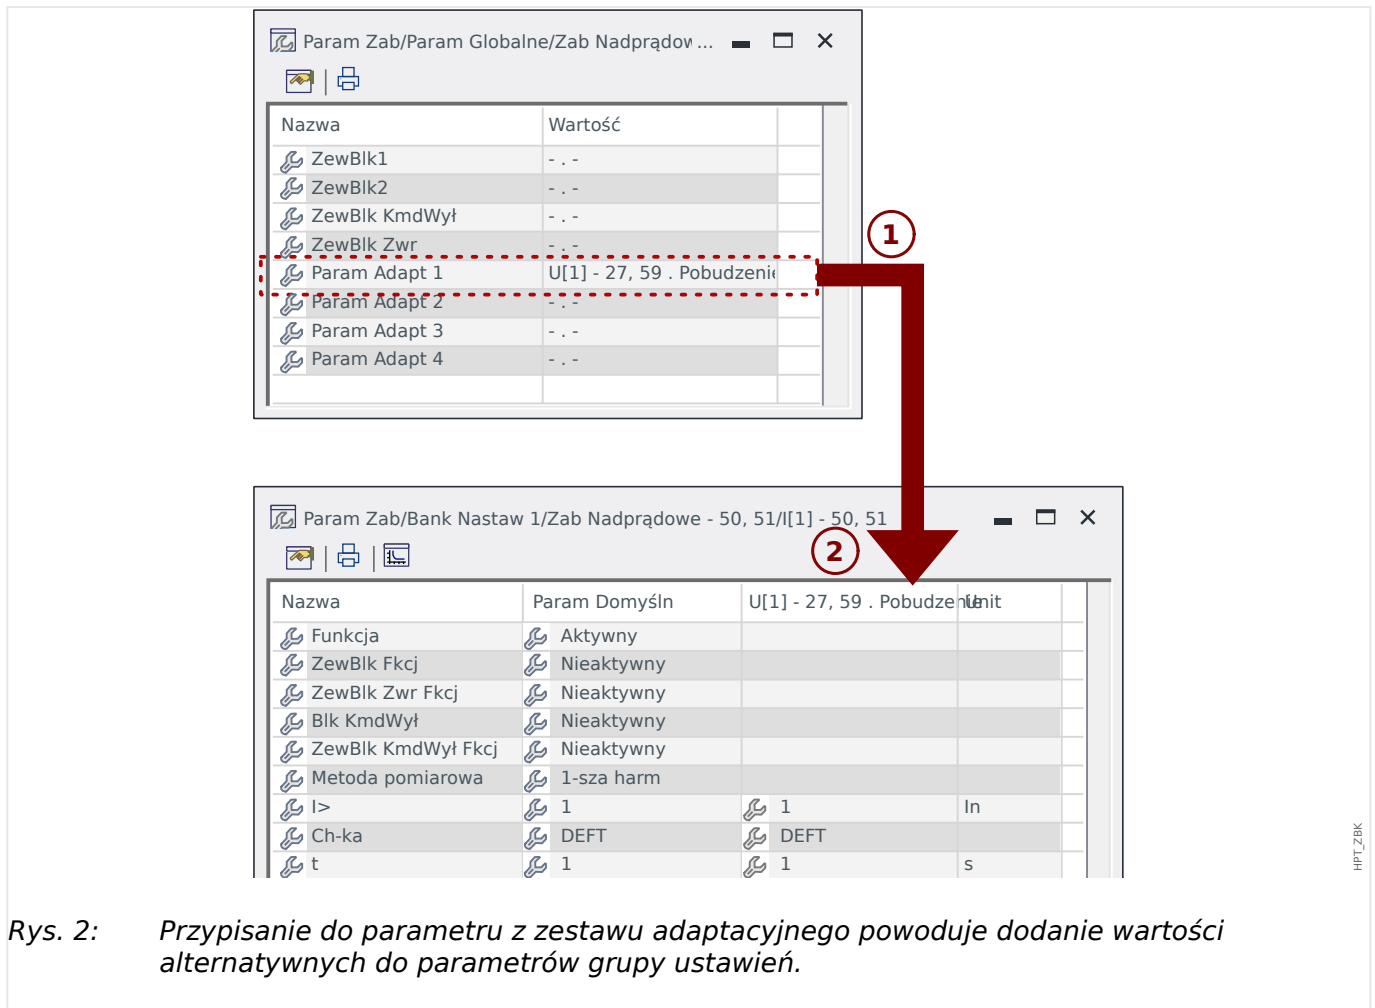 Param Zab/Param Globalne/Zab Nadprądow...
Nazwa Wartość
ZewBlk1 - . -
ZewBlk2 - . -
ZewBlk KmdWył - . -
ZewBlk Zwr - . -
Param Adapt 1 U[1] - 27, 59 . Pobudzenie
Param Adapt 2 - . -
Param Adapt 3 - . -
Param Adapt 4 - . -
1
Param Zab/Bank Nastaw 1/Zab Nadprądowe - 50, 51/I[1] - 50, 51
2
Nazwa Param Domyśln U[1] - 27, 59 . Pobudzenie Unit
Funkcja Aktywny
ZewBlk Fkcj Nieaktywny
ZewBlk Zwr Fkcj Nieaktywny
Blk KmdWył Nieaktywny
ZewBlk KmdWył Fkcj Nieaktywny
Metoda pomiarowa 1-sza harm
I> 1 1 In
Ch-ka DEFT DEFT
t 1 1 s
HPT_ZBK
Rys. 2: Przypisanie do parametru z zestawu adaptacyjnego powoduje dodanie wartości
alternatywnych do parametrów grupy ustawień.